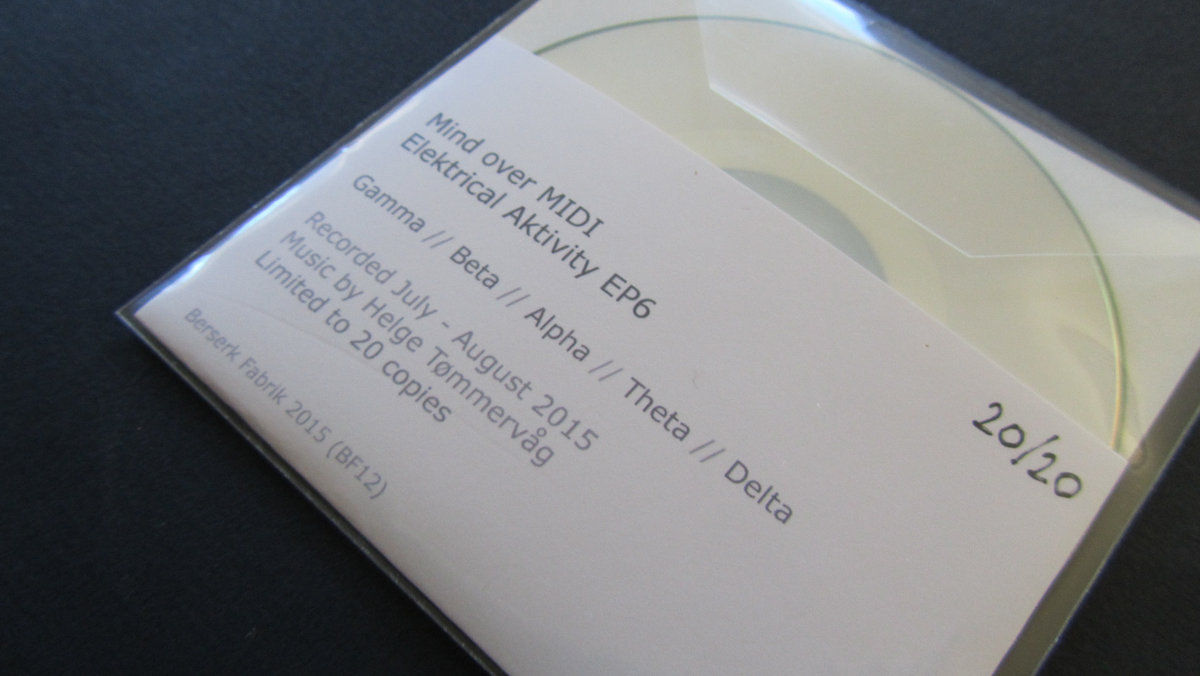 Mind over MIDI
Elektrical Aktivity EP6
Gamma // Beta // Alpha // Theta // Delta
Recorded July - August 2015
Music by Helge Tømmervåg
Limited to 20 copies
Berserk Fabrik 2015 (BF12)
20/20